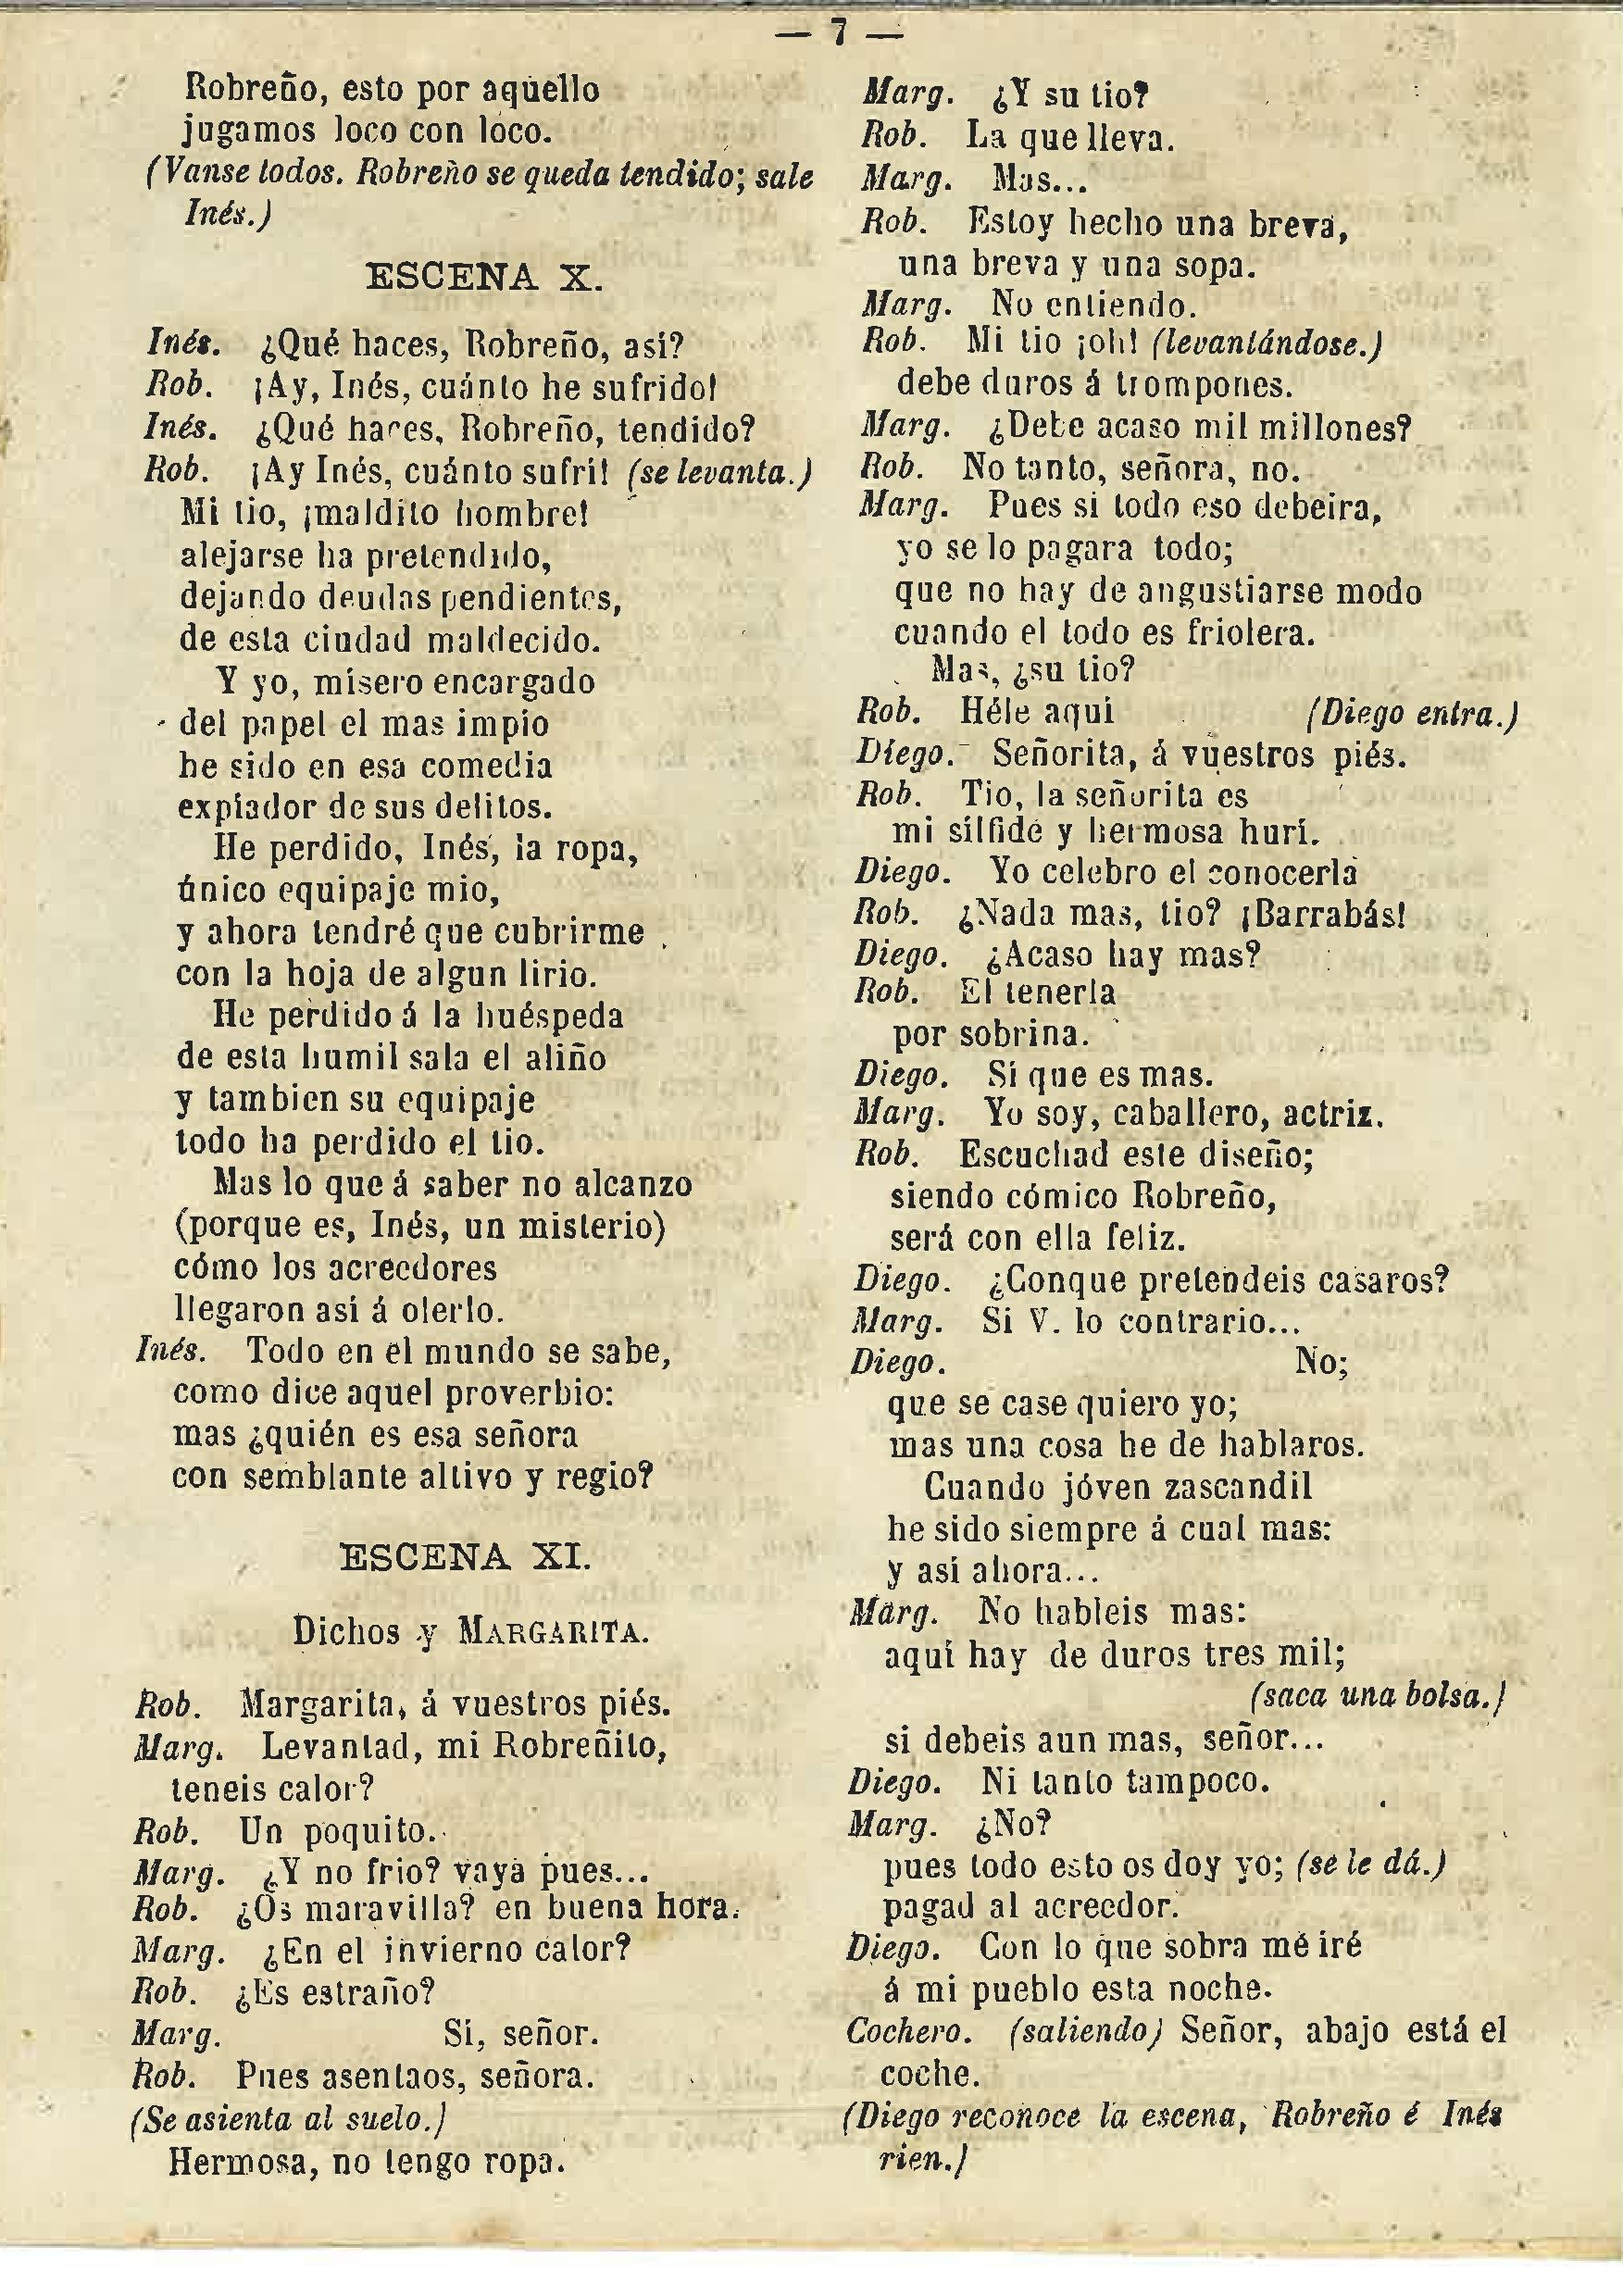 — 7 —
Robreño, esto por aquello
jugamos loco con loco.
(Vanse todos. Robreño se queda tendido; sale
Inés.)
ESCENA X.
Inés. ¿Qué haces, Robreño, asi?
Rob. ¡Ay, Inés, cuánto he sufrido!
Inés. ¿Qué haces, Robreño, tendido?
Rob. ¡Ay Inés, cuánto sufri! (se levanta.)
Mi tio, ¡maldito hombre!
alejarse ha pretendido,
dejando deudas pendientes,
de esta ciudad maldecido.
Y yo, misero encargado
del papel el mas impio
he sido en esa comedia
expiador de sus delitos.
He perdido, Inés, la ropa,
único equipaje mio,
y ahora tendré que cubrirme
con la hoja de algun lirio.
He perdido á la huéspeda
de esta humil sala el aliño
y tambien su equipaje
todo ha perdido el tio.
Mas lo que á saber no alcanzo
(porque es, Inés, un misterio)
cómo los acreedores
llegaron asi á olerlo.
Inés. Todo en el mundo se sabe,
como dice aquel proverbio:
mas ¿quién es esa señora
con semblante altivo y regio?
ESCENA XI.
Dichos y MARGARITA.
Rob. Margarita, á vuestros piés.
Marg. Levantad, mi Robreñito,
teneis calor?
Rob. Un poquito.
Marg. ¿Y no frio? vaya pues...
Rob. ¿Os maravilla? en buena hora.
Marg. ¿En el invierno calor?
Rob. ¿Es estraño?
Marg. Si, señor.
Rob. Pues asentaos, señora.
(Se asienta al suelo.)
Hermosa, no tengo ropa.
Marg. ¿Y su tio?
Rob. La que lleva.
Marg. Mas...
Rob. Estoy hecho una breva,
una breva y una sopa.
Marg. No entiendo.
Rob. Mi tio ¡oh! (levantándose.)
debe duros á trompones.
Marg. ¿Debe acaso mil millones?
Rob. No tanto, señora, no.
Marg. Pues si todo eso debeira,
yo se lo pagara todo;
que no hay de angustiarse modo
cuando el todo es friolera.
Mas, ¿su tio?
Rob. Héle aqui (Diego entra.)
Diego. Señorita, á vuestros piés.
Rob. Tio, la señorita es
mi silfide y hermosa huri.
Diego. Yo celebro el conocerla
Rob. ¿Nada mas, tio? ¡Barrabás!
Diego. ¿Acaso hay mas?
Rob. El tenerla
por sobrina.
Diego. Si que es mas.
Marg. Yo soy, caballero, actriz.
Rob. Escuchad este diseño;
siendo cómico Robreño,
será con ella feliz.
Diego. ¿Conque pretendeis casaros?
Marg. Si V. lo contrario...
Diego. No;
que se case quiero yo;
mas una cosa he de hablaros.
Cuando jóven zascandil
he sido siempre á cual mas:
y asi ahora...
Marg. No hableis mas:
aqui hay de duros tres mil;
(saca una bolsa.)
si debeis aun mas, señor...
Diego. Ni tanto tampoco.
Marg. ¿No?
pues todo esto os doy yo; (se le dá.)
pagad al acreedor.
Diego. Con lo que sobra me iré
á mi pueblo esta noche.
Cochero. (saliendo) Señor, abajo está el
coche.
(Diego reconoce la escena, Robreño é Inés
rien.)